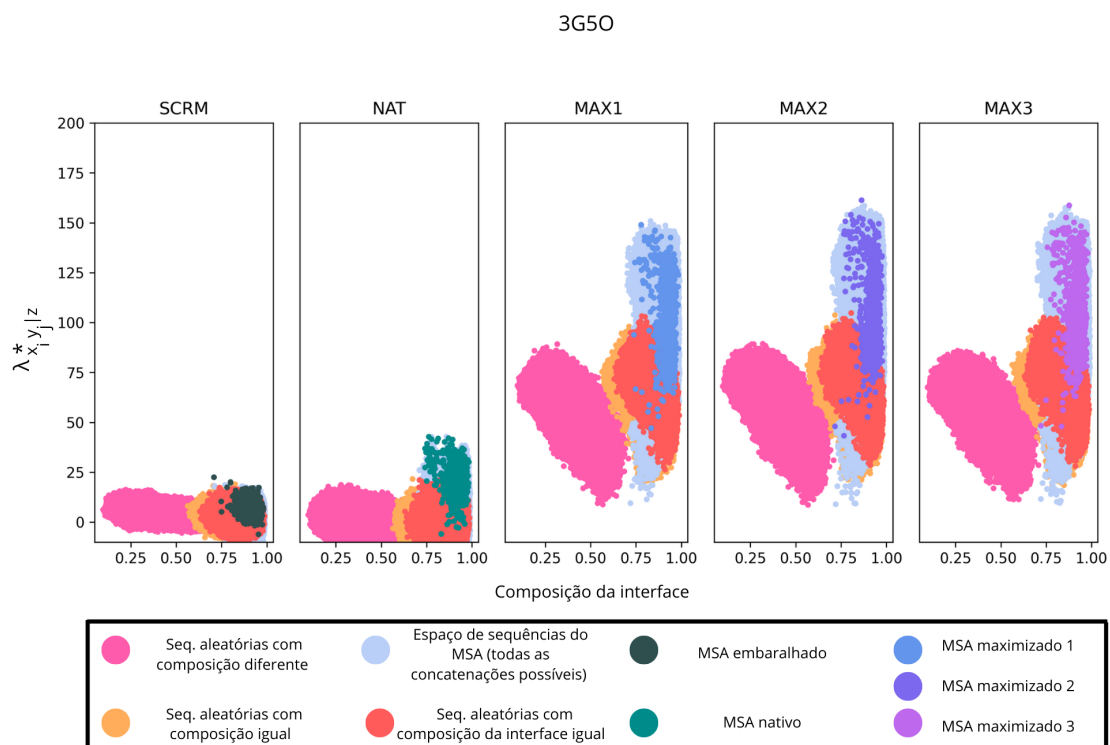 3G5O
SCRM NAT MAX1 MAX2 MAX3
200
175
150
125
100
75
50
25
0
λ* x_i y_j|z
0.25 0.50 0.75 1.00 0.25 0.50 0.75 1.00 0.25 0.50 0.75 1.00 0.25 0.50 0.75 1.00 0.25 0.50 0.75 1.00
Composição da interface
Seq. aleatórias com
composição diferente
Espaço de sequências do
MSA (todas as
concatenações possíveis)
MSA embaralhado
MSA maximizado 1
MSA maximizado 2
Seq. aleatórias com
composição igual
Seq. aleatórias com
composição da interface igual
MSA nativo
MSA maximizado 3